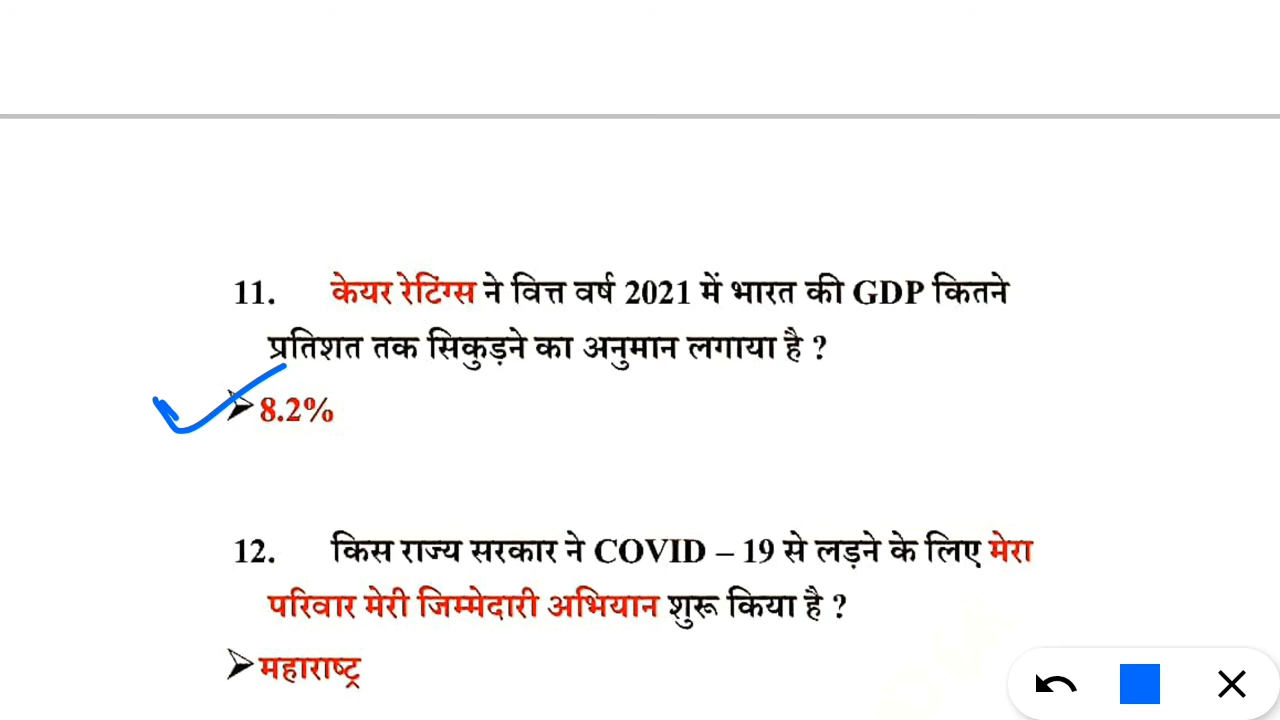 11. केयर रेटिंग्स ने वित्त वर्ष 2021 में भारत की GDP कितने
प्रतिशत तक सिकुड़ने का अनुमान लगाया है ?
➤8.2%
12. किस राज्य सरकार ने COVID – 19 से लड़ने के लिए मेरा
परिवार मेरी जिम्मेदारी अभियान शुरू किया है ?
➤महाराष्ट्र